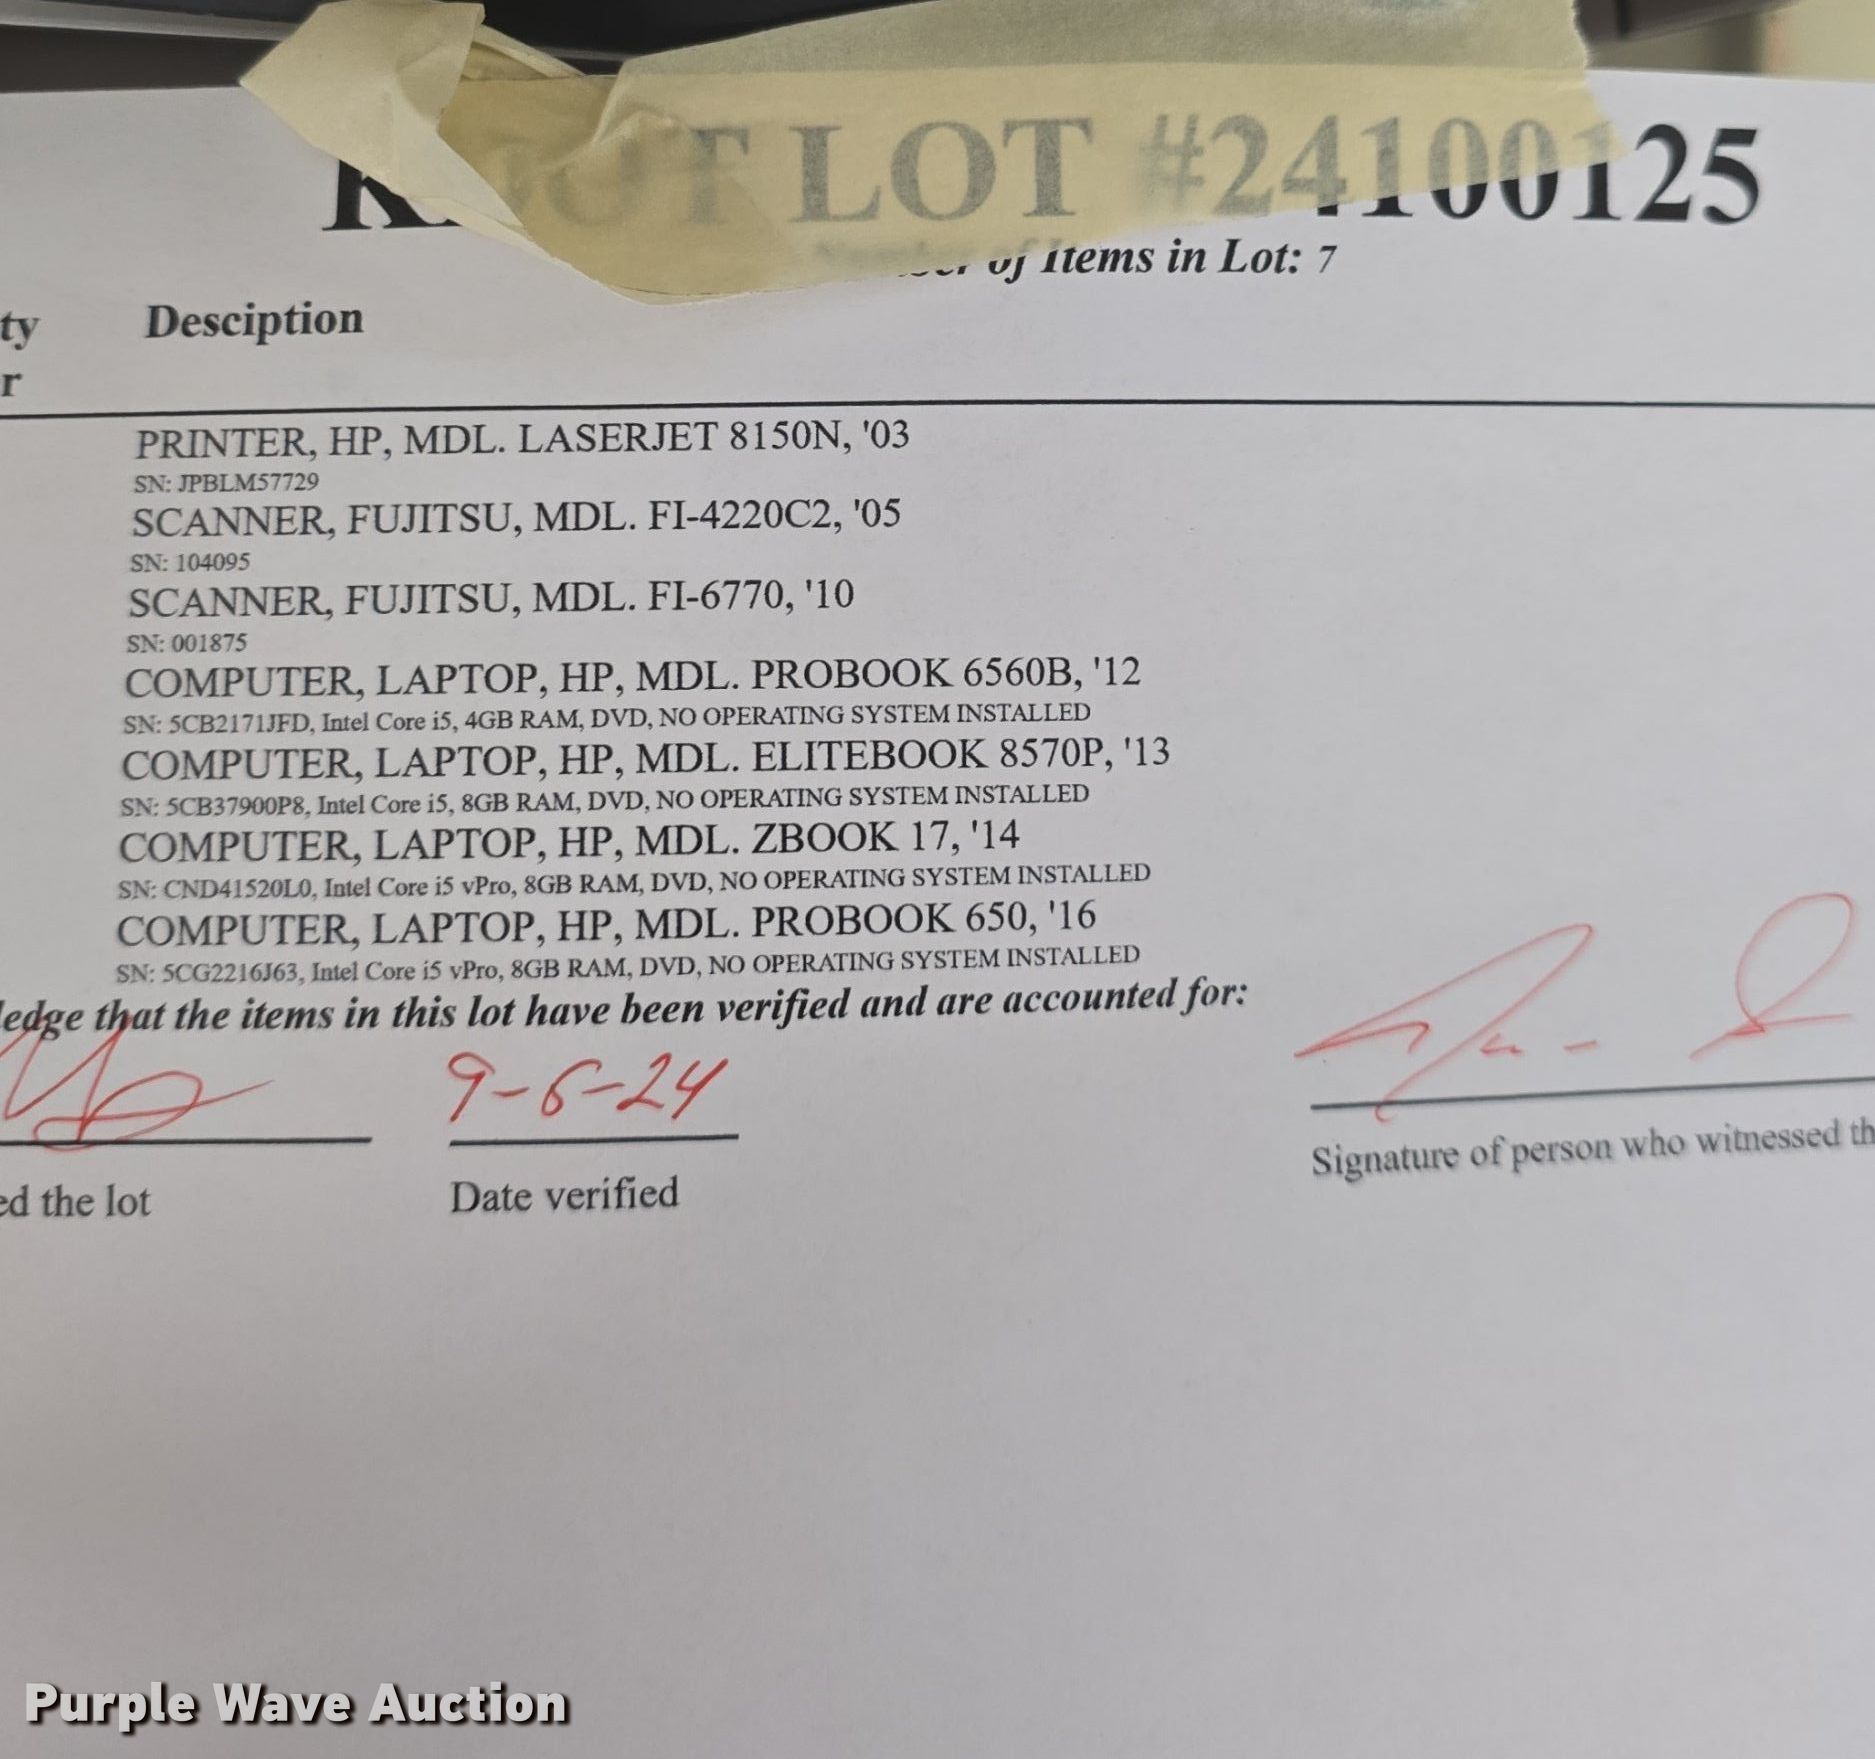 KDOT LOT #24100125
Number of Items in Lot: 7
ty Desciption
r
PRINTER, HP, MDL. LASERJET 8150N, '03
SN: JPBLM57729
SCANNER, FUJITSU, MDL. FI-4220C2, '05
SN: 104095
SCANNER, FUJITSU, MDL. FI-6770, '10
SN: 001875
COMPUTER, LAPTOP, HP, MDL. PROBOOK 6560B, '12
SN: 5CB2171JFD, Intel Core i5, 4GB RAM, DVD, NO OPERATING SYSTEM INSTALLED
COMPUTER, LAPTOP, HP, MDL. ELITEBOOK 8570P, '13
SN: 5CB37900P8, Intel Core i5, 8GB RAM, DVD, NO OPERATING SYSTEM INSTALLED
COMPUTER, LAPTOP, HP, MDL. ZBOOK 17, '14
SN: CND41520L0, Intel Core i5 vPro, 8GB RAM, DVD, NO OPERATING SYSTEM INSTALLED
COMPUTER, LAPTOP, HP, MDL. PROBOOK 650, '16
SN: 5CG2216J63, Intel Core i5 vPro, 8GB RAM, DVD, NO OPERATING SYSTEM INSTALLED
ledge that the items in this lot have been verified and are accounted for:
9-6-24
ed the lot Date verified Signature of person who witnessed th
Purple Wave Auction